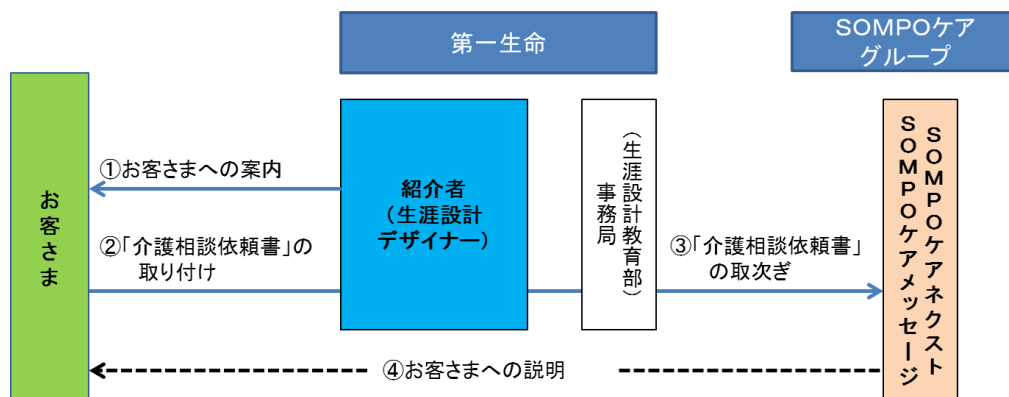 第一生命
SOMPOケア
グループ
お客さま
①お客さまへの案内
②「介護相談依頼書」の
取り付け
紹介者
(生涯設計
デザイナー)
(生涯設計教育部)
事務局
③「介護相談依頼書」
の取次ぎ
SOMPOケアネクスト
SOMPOケアメッセージ
④お客さまへの説明